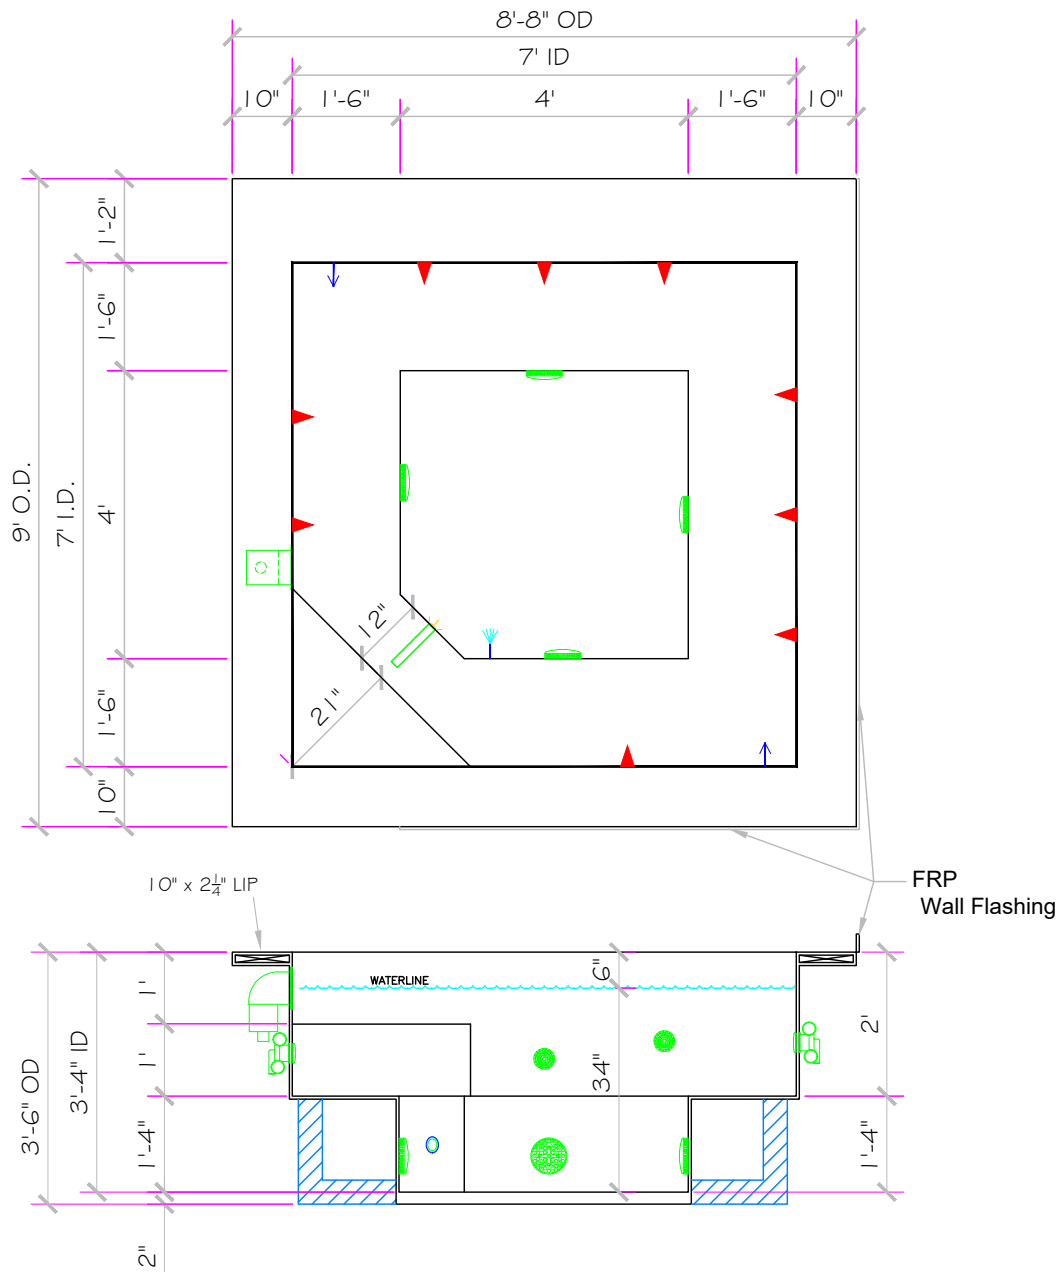 8'-8" OD
7' ID
10"
1'-6"
4'
1'-6"
10"
1'-2"
1'-6"
9' O.D.
7' I.D.
4'
12"
21"
1'-6"
10"
10" x 2¼" LIP
FRP
Wall Flashing
WATERLINE
6"
1'
2'
1'
34"
3'-6" OD
3'-4" ID
1'-4"
1'-4"
2"